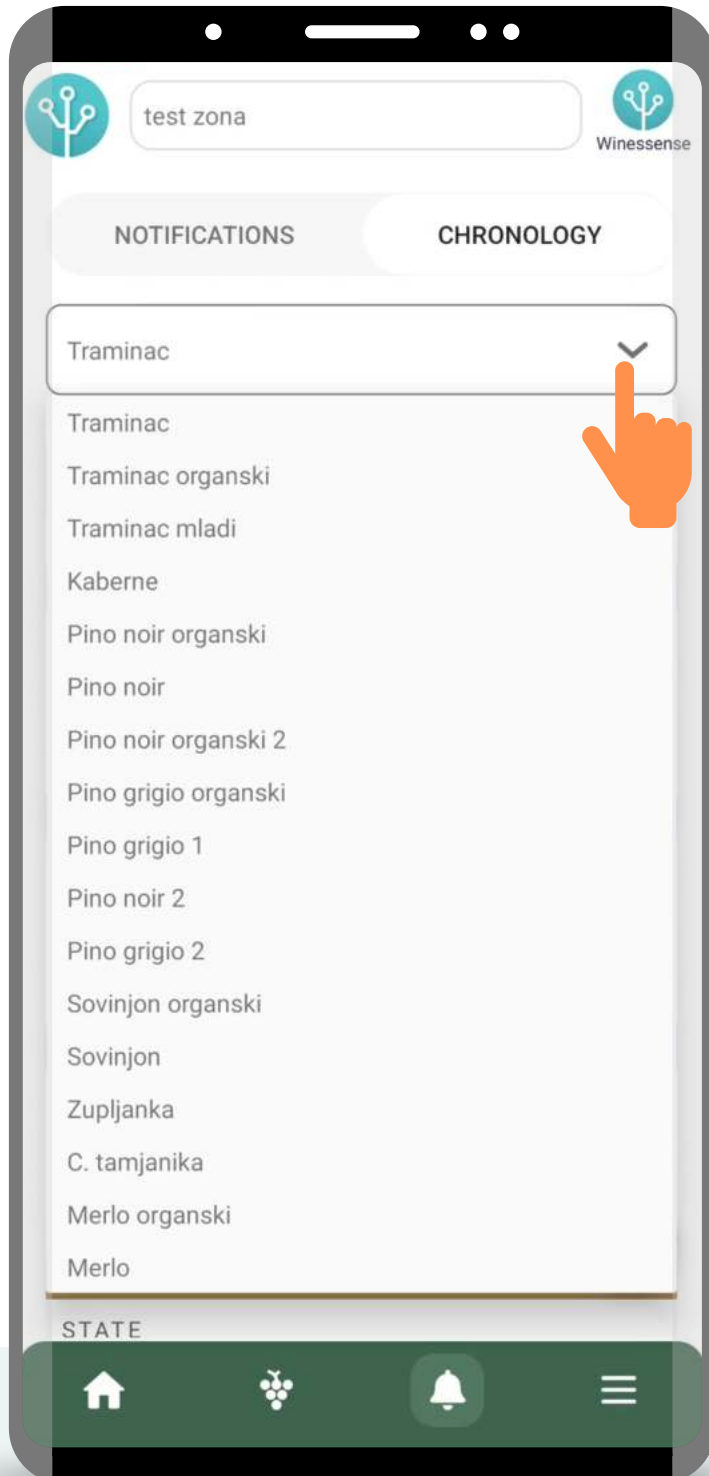 test zona
Winessense
NOTIFICATIONS
CHRONOLOGY
Traminac
Traminac
Traminac organski
Traminac mladi
Kaberne
Pino noir organski
Pino noir
Pino noir organski 2
Pino grigio organski
Pino grigio 1
Pino noir 2
Pino grigio 2
Sovinjon organski
Sovinjon
Zupljanka
C. tamjanika
Merlo organski
Merlo
STATE